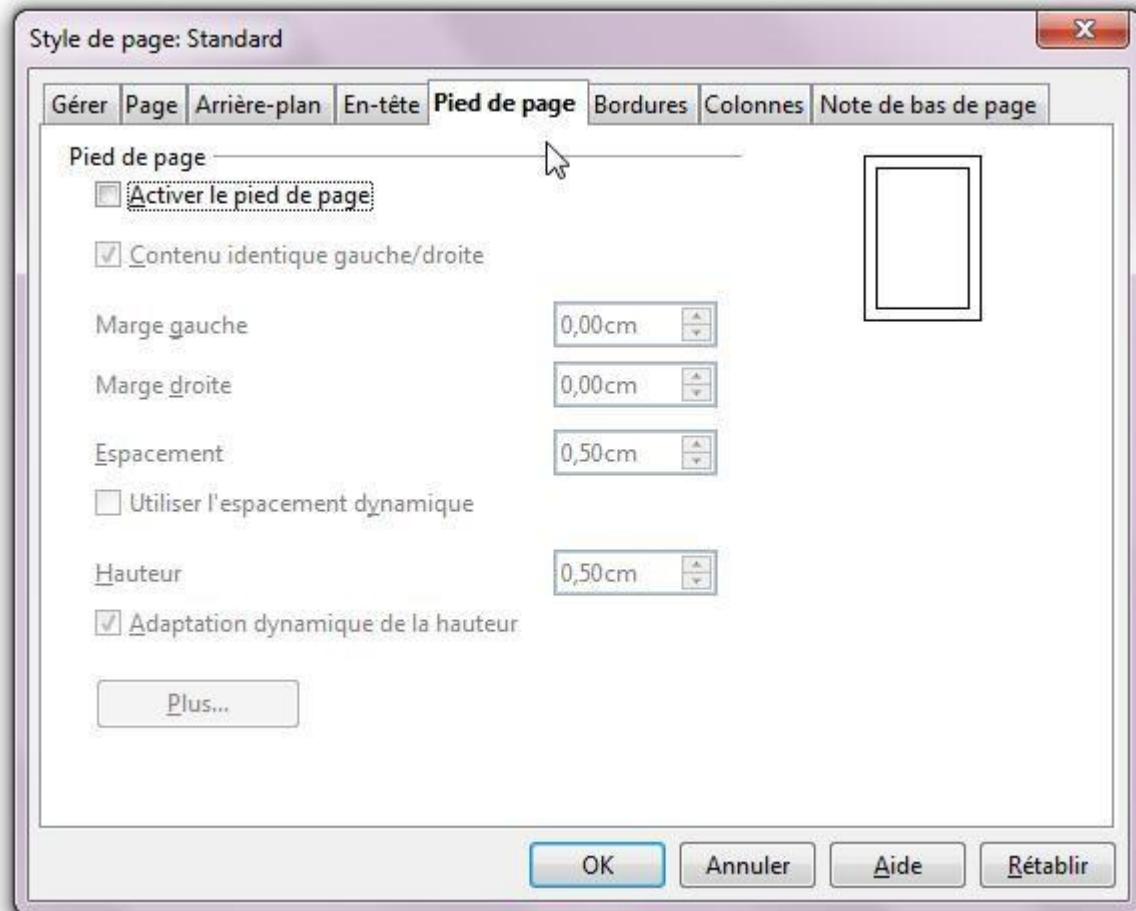 Style de page: Standard
Gérer Page Arrière-plan En-tête Pied de page Bordures Colonnes Note de bas de page
Pied de page
Activer le pied de page
Contenu identique gauche/droite
Marge gauche 0,00cm
Marge droite 0,00cm
Espacement 0,50cm
Utiliser l'espacement dynamique
Hauteur 0,50cm
Adaptation dynamique de la hauteur
Plus...
OK Annuler Aide Rétablir